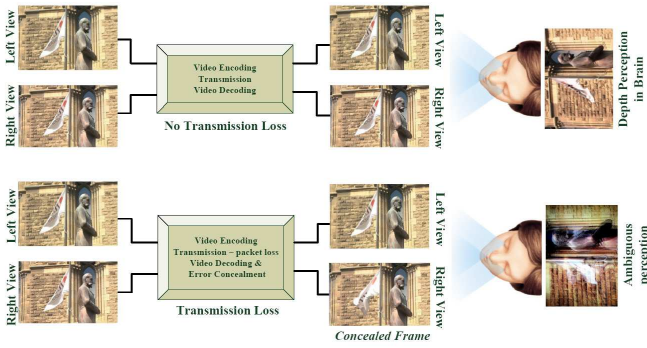 Left View
Right View
Video Encoding
Transmission
Video Decoding
No Transmission Loss
Left View
Right View
Depth Perception
in Brain
Left View
Right View
Video Encoding
Transmission – packet loss
Video Decoding &
Error Concealment
Transmission Loss
Left View
Right View
Concealed Frame
Ambiguous
perception